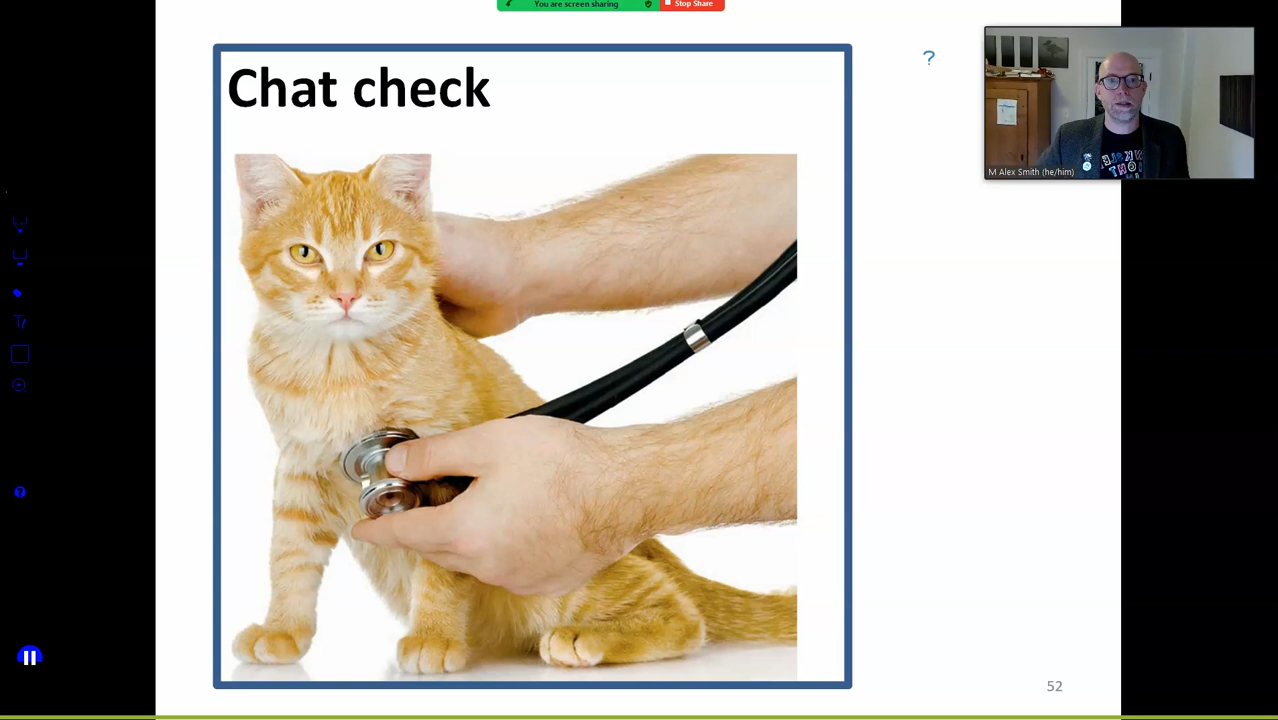 You are screen sharing
Stop Share
Chat check
?
M Alex Smith (he/him)
52